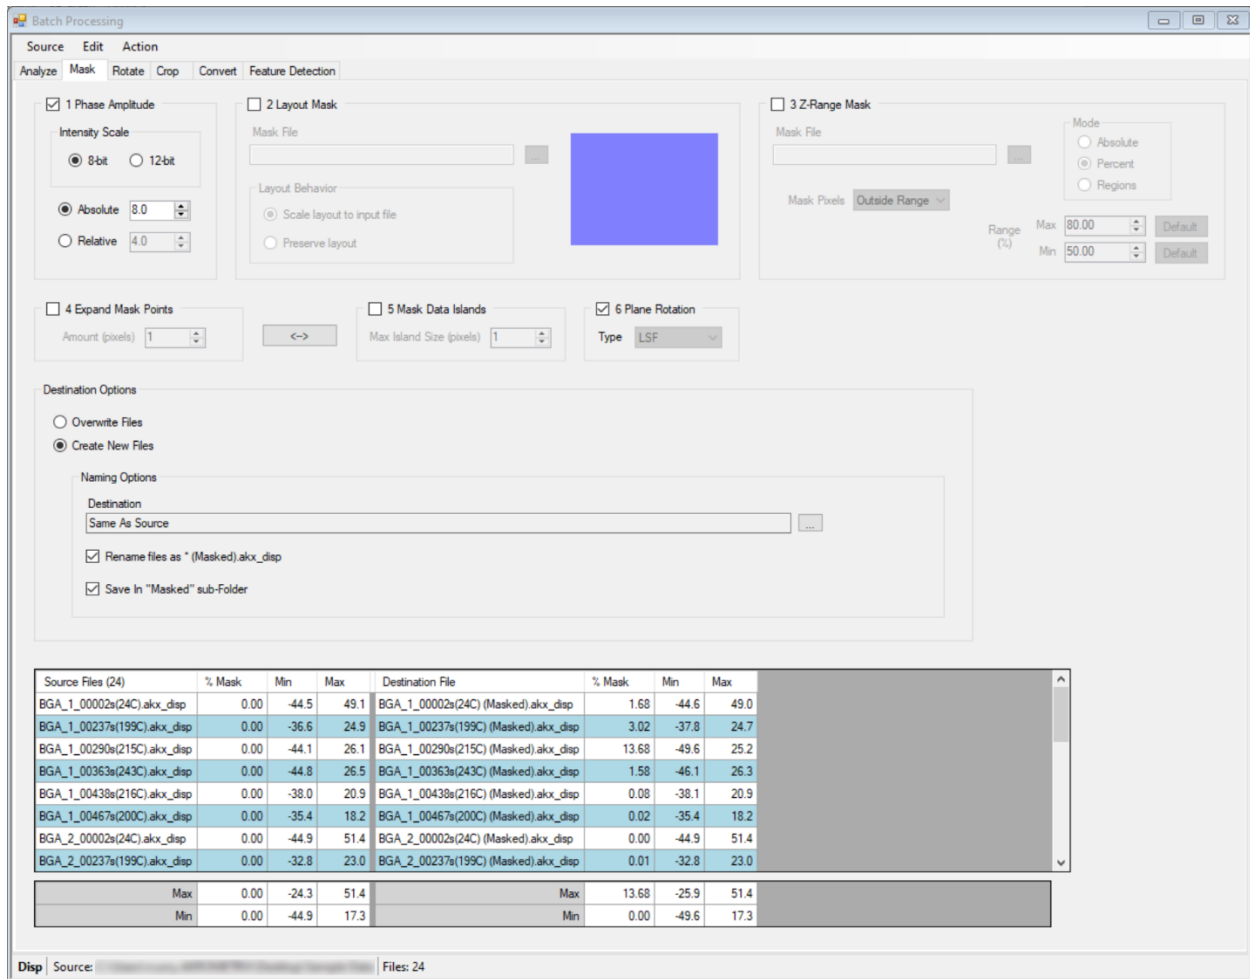 Batch Processing
Source Edit Action
Analyze Mask Rotate Crop Convert Feature Detection
1 Phase Amplitude
Intensity Scale
8-bit 12-bit
Absolute 8.0
Relative 4.0
2 Layout Mask
Mask File
...
Layout Behavior
Scale layout to input file
Preserve layout
3 Z-Range Mask
Mask File
...
Mode
Absolute
Percent
Regions
Mask Pixels Outside Range
Range (%)
Max 80.00 Default
Min 50.00 Default
4 Expand Mask Points
Amount (pixels) 1
<-->
5 Mask Data Islands
Max Island Size (pixels) 1
6 Plane Rotation
Type LSF
Destination Options
Overwrite Files
Create New Files
Naming Options
Destination
Same As Source ...
Rename files as * (Masked).akx_disp
Save In "Masked" sub-Folder
Source Files (24) % Mask Min Max Destination File % Mask Min Max
BGA_1_00002s(24C).akx_disp 0.00 -44.5 49.1 BGA_1_00002s(24C) (Masked).akx_disp 1.68 -44.6 49.0
BGA_1_00237s(199C).akx_disp 0.00 -36.6 24.9 BGA_1_00237s(199C) (Masked).akx_disp 3.02 -37.8 24.7
BGA_1_00290s(215C).akx_disp 0.00 -44.1 26.1 BGA_1_00290s(215C) (Masked).akx_disp 13.68 -49.6 25.2
BGA_1_00363s(243C).akx_disp 0.00 -44.8 26.5 BGA_1_00363s(243C) (Masked).akx_disp 1.58 -46.1 26.3
BGA_1_00438s(216C).akx_disp 0.00 -38.0 20.9 BGA_1_00438s(216C) (Masked).akx_disp 0.08 -38.1 20.9
BGA_1_00467s(200C).akx_disp 0.00 -35.4 18.2 BGA_1_00467s(200C) (Masked).akx_disp 0.02 -35.4 18.2
BGA_2_00002s(24C).akx_disp 0.00 -44.9 51.4 BGA_2_00002s(24C) (Masked).akx_disp 0.00 -44.9 51.4
BGA_2_00237s(199C).akx_disp 0.00 -32.8 23.0 BGA_2_00237s(199C) (Masked).akx_disp 0.01 -32.8 23.0
Max 0.00 -24.3 51.4 Max 13.68 -25.9 51.4
Min 0.00 -44.9 17.3 Min 0.00 -49.6 17.3
Disp Source: Files: 24